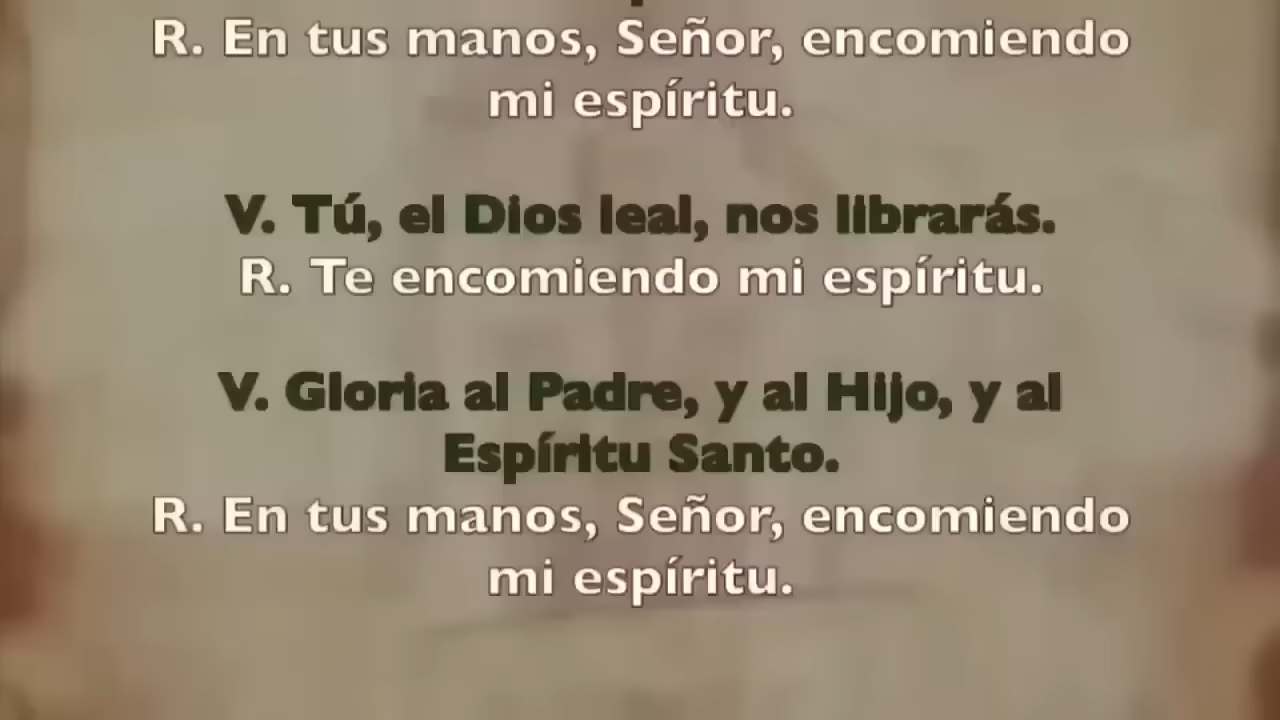 R. En tus manos, Señor, encomiendo
mi espíritu.
V. Tú, el Dios leal, nos librarás.
R. Te encomiendo mi espíritu.
V. Gloria al Padre, y al Hijo, y al
Espíritu Santo.
R. En tus manos, Señor, encomiendo
mi espíritu.